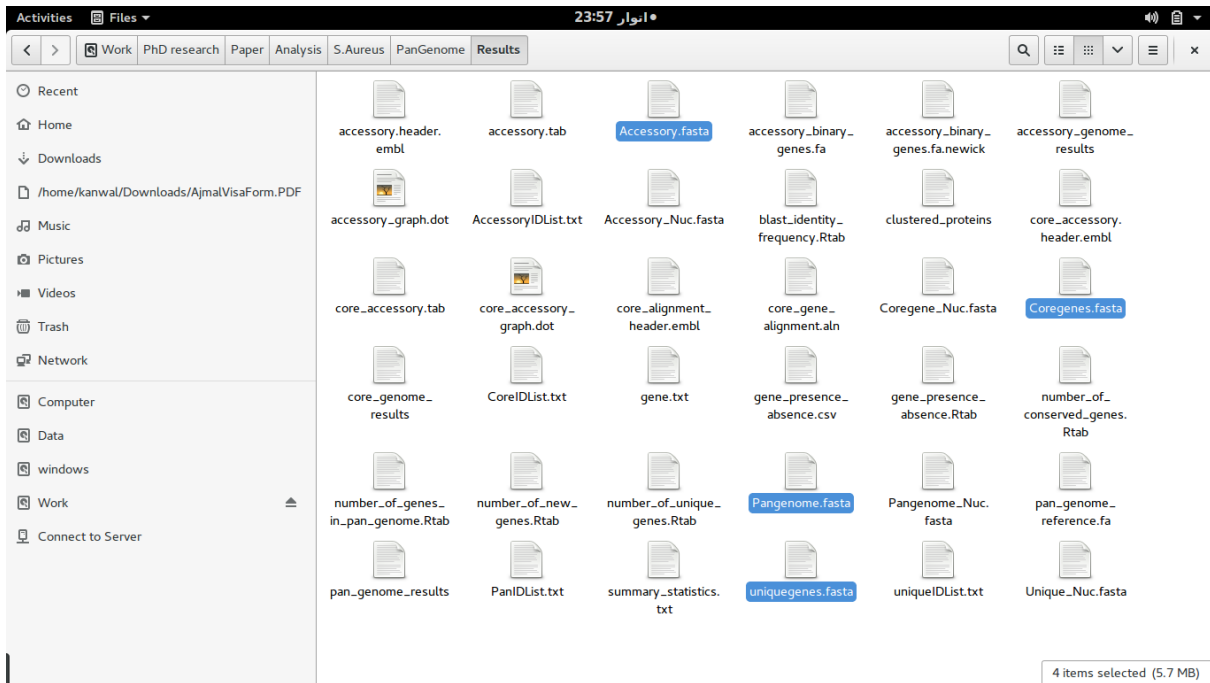 Activities Files 23:57 اتوار
Work PhD research Paper Analysis S.Aureus PanGenome Results
Recent
Home
Downloads
/home/kanwal/Downloads/AjmalVisaForm.PDF
Music
Pictures
Videos
Trash
Network
Computer
Data
windows
Work
Connect to Server
accessory.header.
embl
accessory.tab
Accessory.fasta
accessory_binary_
genes.fa
accessory_binary_
genes.fa.newick
accessory_genome_
results
accessory_graph.dot
AccessoryIDList.txt
Accessory_Nuc.fasta
blast_identity_
frequency.Rtab
clustered_proteins
core_accessory.
header.embl
core_accessory.tab
core_accessory_
graph.dot
core_alignment_
header.embl
core_gene_
alignment.aln
Coregene_Nuc.fasta
Coregenes.fasta
core_genome_
results
CoreIDList.txt
gene.txt
gene_presence_
absence.csv
gene_presence_
absence.Rtab
number_of_
conserved_genes.
Rtab
number_of_genes_
in_pan_genome.Rtab
number_of_new_
genes.Rtab
number_of_unique_
genes.Rtab
Pangenome.fasta
Pangenome_Nuc.
fasta
pan_genome_
reference.fa
pan_genome_results
PanIDList.txt
summary_statistics.
txt
uniquegenes.fasta
uniqueIDList.txt
Unique_Nuc.fasta
4 items selected (5.7 MB)